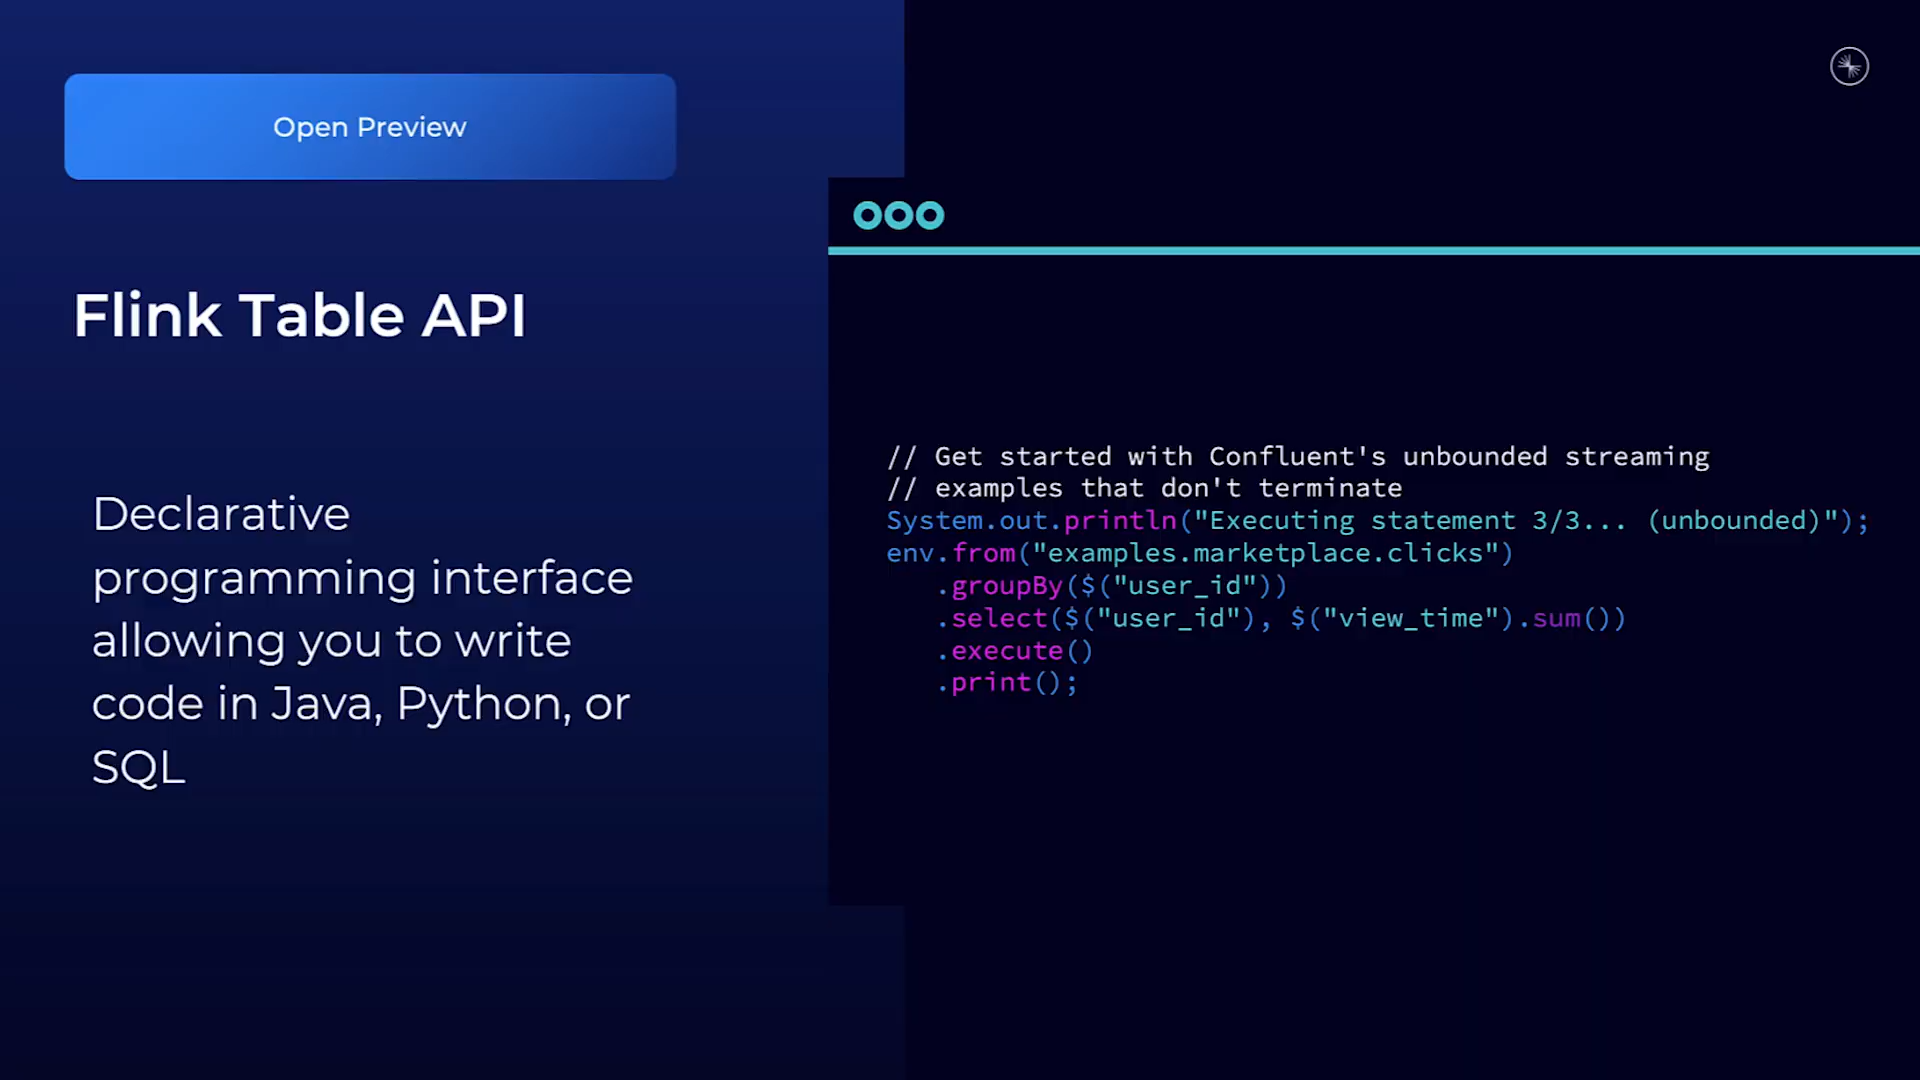 Open Preview
Flink Table API
Declarative
programming interface
allowing you to write
code in Java, Python, or
SQL
// Get started with Confluent's unbounded streaming
// examples that don't terminate
System.out.println("Executing statement 3/3... (unbounded)");
env.from("examples.marketplace.clicks")
    .groupBy($("user_id"))
    .select($("user_id"), $("view_time").sum())
    .execute()
    .print();